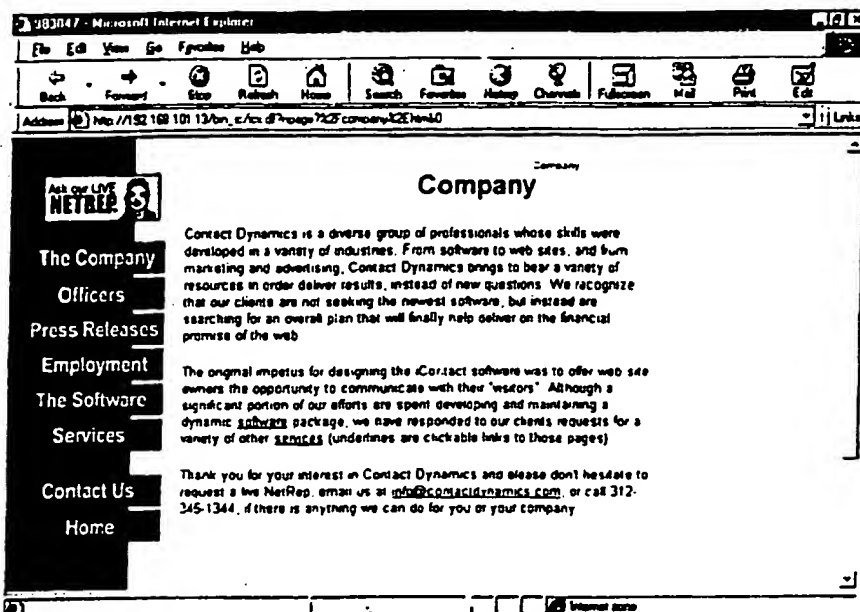 983047 - Microsoft Internet Explorer
File Edit View Go Favorites Help
Back Forward Stop Refresh Home Search Favorites History Channels Fullscreen Mail Print Edit
Address Links
Company
Company
Ask our LIVE
NETREP
The Company
Officers
Press Releases
Employment
The Software
Services
Contact Us
Home
Contact Dynamics is a diverse group of professionals whose skills were
developed in a variety of industries. From software to web sites, and from
marketing and advertising, Contact Dynamics brings to bear a variety of
resources in order deliver results, instead of new questions. We recognize
that our clients are not seeking the newest software, but instead are
searching for an overall plan that will finally help deliver on the financial
promise of the web
The original impetus for designing the iContact software was to offer web site
owners the opportunity to communicate with their "visitors". Although a
significant portion of our efforts are spent developing and maintaining a
dynamic software package, we have responded to our clients requests for a
variety of other services (underlines are clickable links to those pages)
Thank you for your interest in Contact Dynamics and please don't hesitate to
request a live NetRep, email us at info@contactdynamics.com, or call 312-
345-1344, if there is anything we can do for you or your company
Internet zone